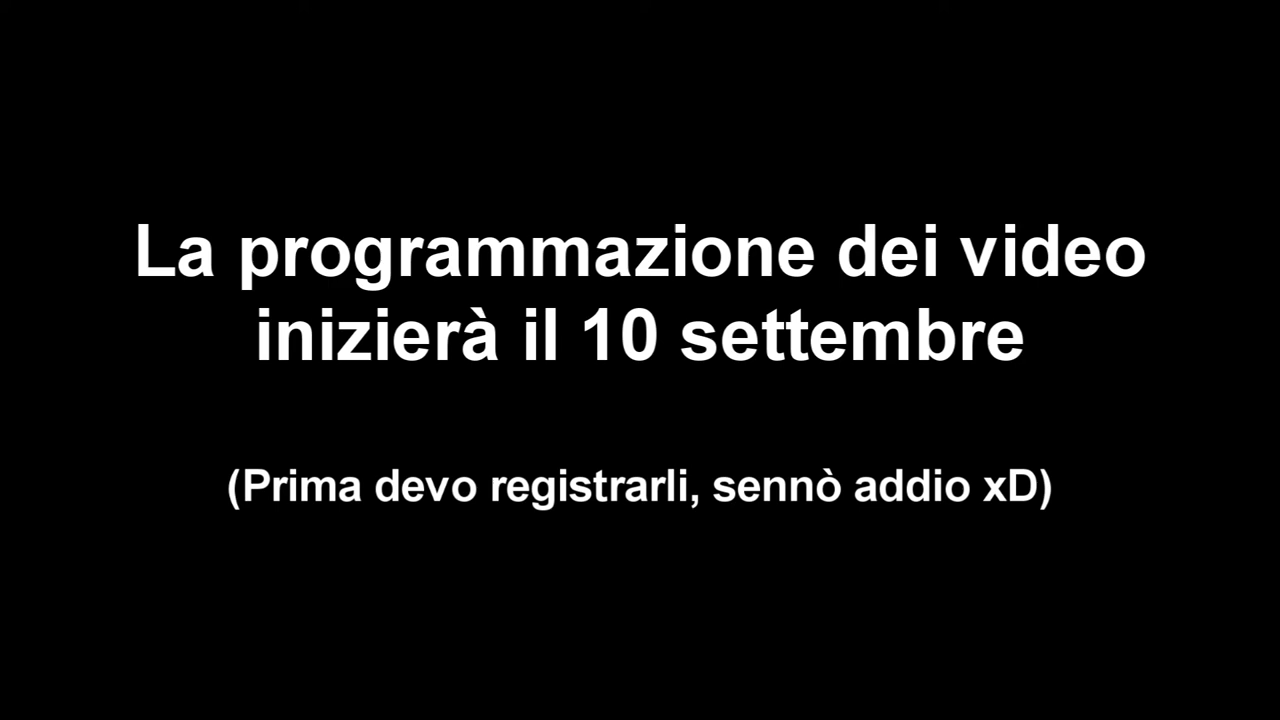 La programmazione dei video
inizierà il 10 settembre
(Prima devo registrarli, sennò addio xD)